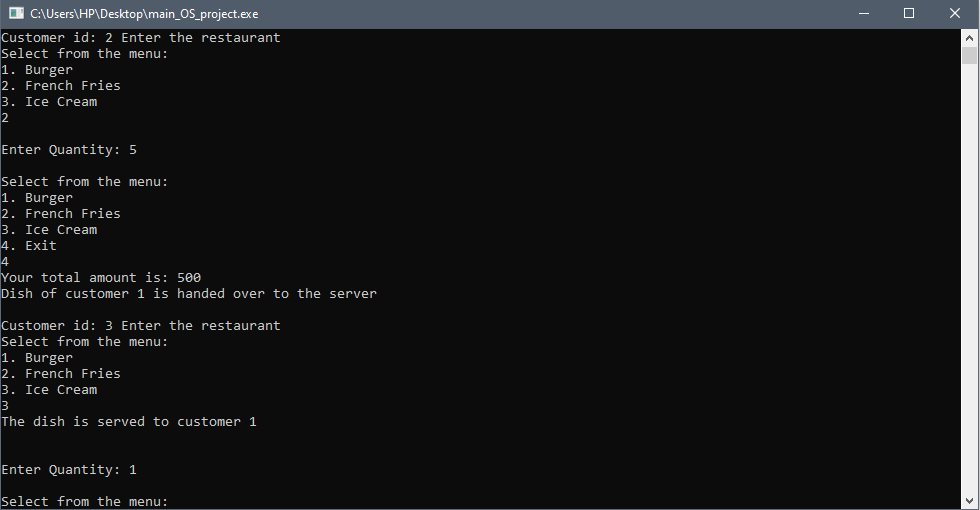 C:\Users\HP\Desktop\main_OS_project.exe
Customer id: 2 Enter the restaurant
Select from the menu:
1. Burger
2. French Fries
3. Ice Cream
2
Enter Quantity: 5
Select from the menu:
1. Burger
2. French Fries
3. Ice Cream
4. Exit
4
Your total amount is: 500
Dish of customer 1 is handed over to the server
Customer id: 3 Enter the restaurant
Select from the menu:
1. Burger
2. French Fries
3. Ice Cream
3
The dish is served to customer 1
Enter Quantity: 1
Select from the menu: